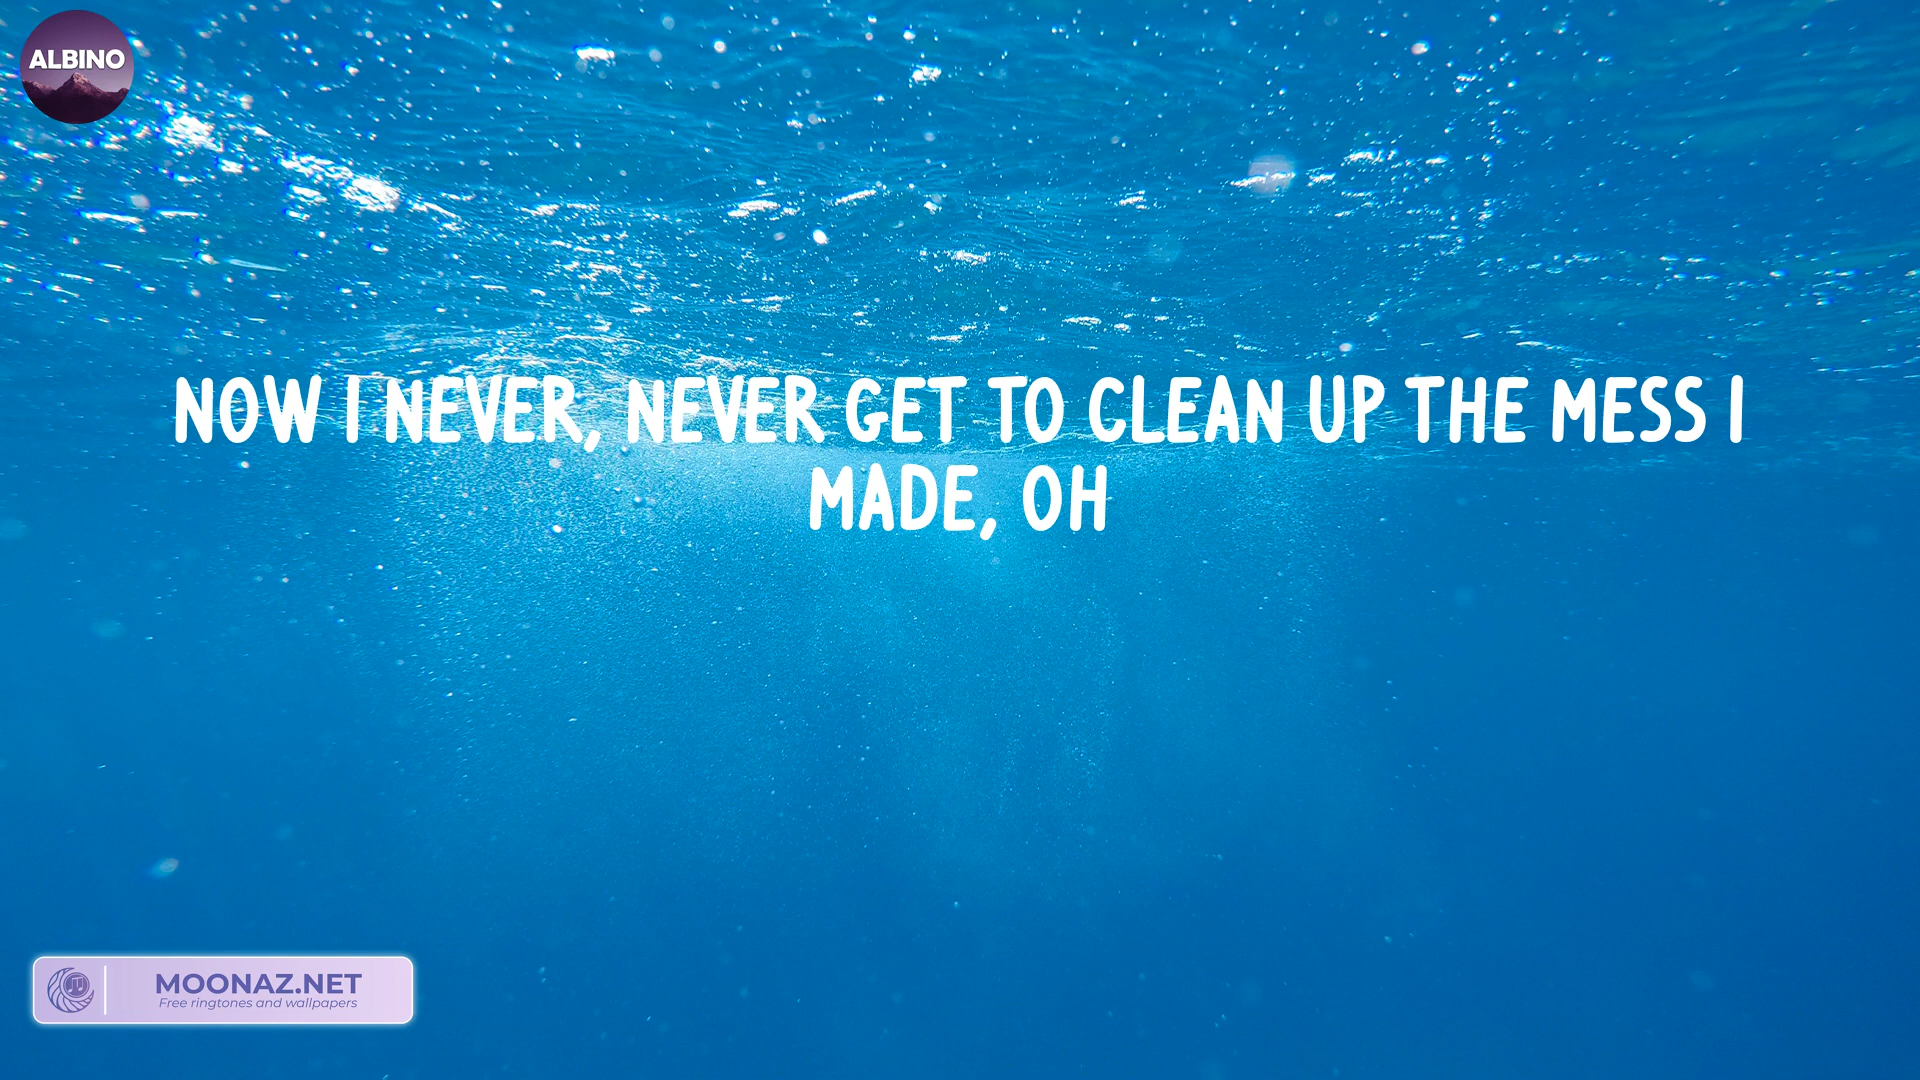 ALBINO
NOW I NEVER, NEVER GET TO CLEAN UP THE MESS I
MADE, OH
MOONAZ.NET
Free ringtones and wallpapers